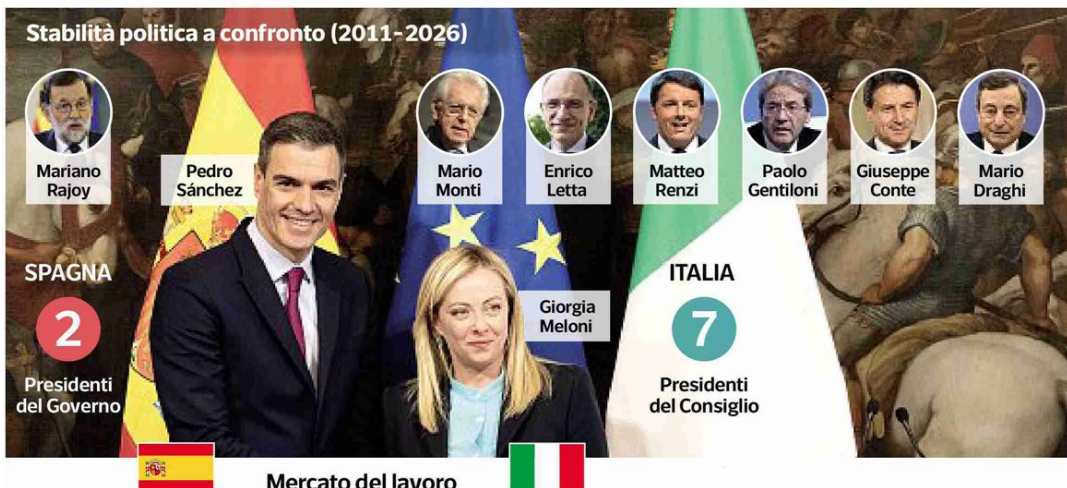 Stabilità politica a confronto (2011-2026)
Mariano
Rajoy
Pedro
Sánchez
Mario
Monti
Enrico
Letta
Matteo
Renzi
Paolo
Gentiloni
Giuseppe
Conte
Mario
Draghi
SPAGNA
2
Presidenti
del Governo
Giorgia
Meloni
ITALIA
7
Presidenti
del Consiglio
Mercato del lavoro